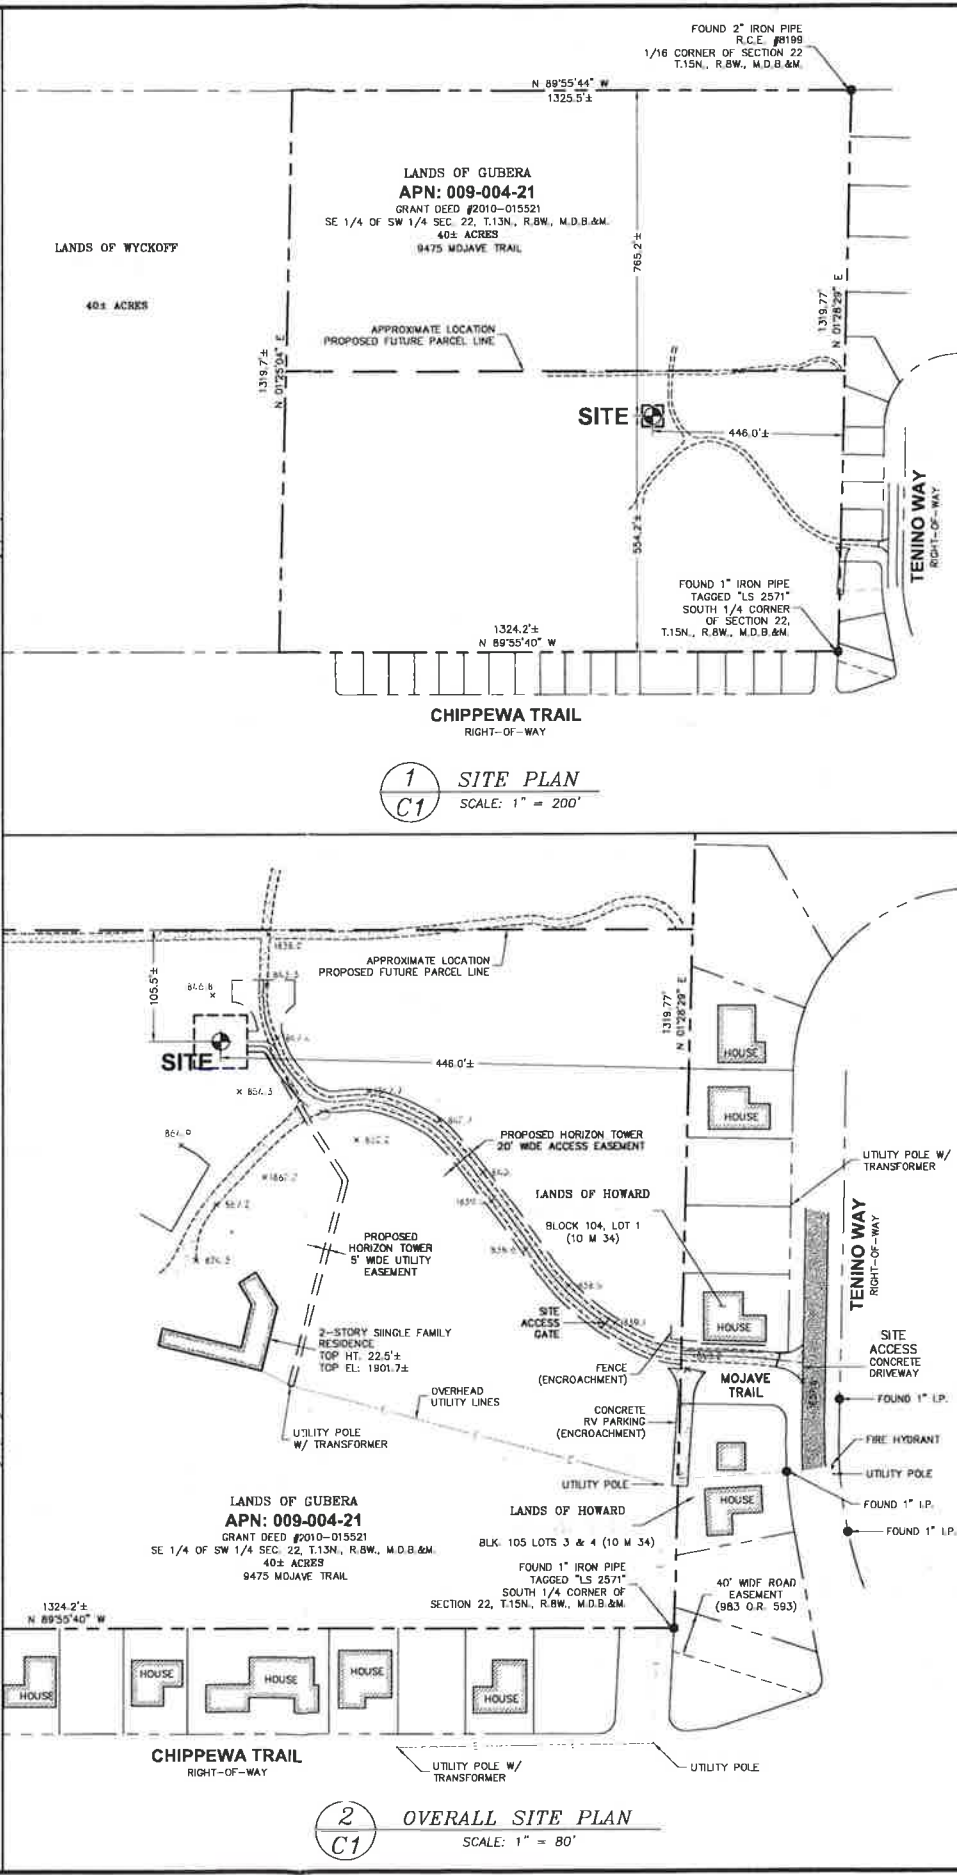 FOUND 2" IRON PIPE
R.C.E. #8199
1/16 CORNER OF SECTION 22
T.15N., R.8W., M.D.B.&M.
N 89°55'44" W
1325.5'±
LANDS OF GUBERA
APN: 009-004-21
GRANT DEED #2010-015521
SE 1/4 OF SW 1/4 SEC. 22, T.13N., R.8W., M.D.B.&M.
40± ACRES
9475 MOJAVE TRAIL
LANDS OF WYCKOFF
40± ACRES
765.2'±
1319.77'
N 01°28'29" E
APPROXIMATE LOCATION
PROPOSED FUTURE PARCEL LINE
1319.7'±
N 01°25'04" E
SITE
446.0'±
554.2'±
TENINO WAY
RIGHT-OF-WAY
FOUND 1" IRON PIPE
TAGGED "LS 2571"
SOUTH 1/4 CORNER
OF SECTION 22,
T.15N., R.8W., M.D.B.&M.
1324.2'±
N 89°55'40" W
CHIPPEWA TRAIL
RIGHT-OF-WAY
1
C1
SITE PLAN
SCALE: 1" = 200'
105.5'±
APPROXIMATE LOCATION
PROPOSED FUTURE PARCEL LINE
1319.77'
N 01°28'29" E
HOUSE
SITE
446.0'±
HOUSE
PROPOSED HORIZON TOWER
20' WIDE ACCESS EASEMENT
UTILITY POLE W/
TRANSFORMER
LANDS OF HOWARD
BLOCK 104, LOT 1
(10 M 34)
TENINO WAY
RIGHT-OF-WAY
PROPOSED
HORIZON TOWER
5' WIDE UTILITY
EASEMENT
SITE
ACCESS
GATE
HOUSE
2-STORY SINGLE FAMILY
RESIDENCE
TOP HT. 22.5'±
TOP EL: 1901.7±
SITE
ACCESS
CONCRETE
DRIVEWAY
FENCE
(ENCROACHMENT)
MOJAVE
TRAIL
OVERHEAD
UTILITY LINES
FOUND 1" I.P.
CONCRETE
RV PARKING
(ENCROACHMENT)
UTILITY POLE
W/ TRANSFORMER
FIRE HYDRANT
UTILITY POLE
UTILITY POLE
HOUSE
FOUND 1" I.P.
LANDS OF GUBERA
APN: 009-004-21
GRANT DEED #2010-015521
SE 1/4 OF SW 1/4 SEC. 22, T.13N., R.8W., M.D.B.&M.
40± ACRES
9475 MOJAVE TRAIL
LANDS OF HOWARD
BLK. 105 LOTS 3 & 4 (10 M 34)
FOUND 1" I.P.
FOUND 1" IRON PIPE
TAGGED "LS 2571"
SOUTH 1/4 CORNER OF
SECTION 22, T.15N., R.8W., M.D.B.&M.
40' WIDE ROAD
EASEMENT
(983 O.R. 593)
1324.2'±
N 89°55'40" W
HOUSE
HOUSE
HOUSE
HOUSE
HOUSE
CHIPPEWA TRAIL
RIGHT-OF-WAY
UTILITY POLE W/
TRANSFORMER
UTILITY POLE
2
C1
OVERALL SITE PLAN
SCALE: 1" = 80'